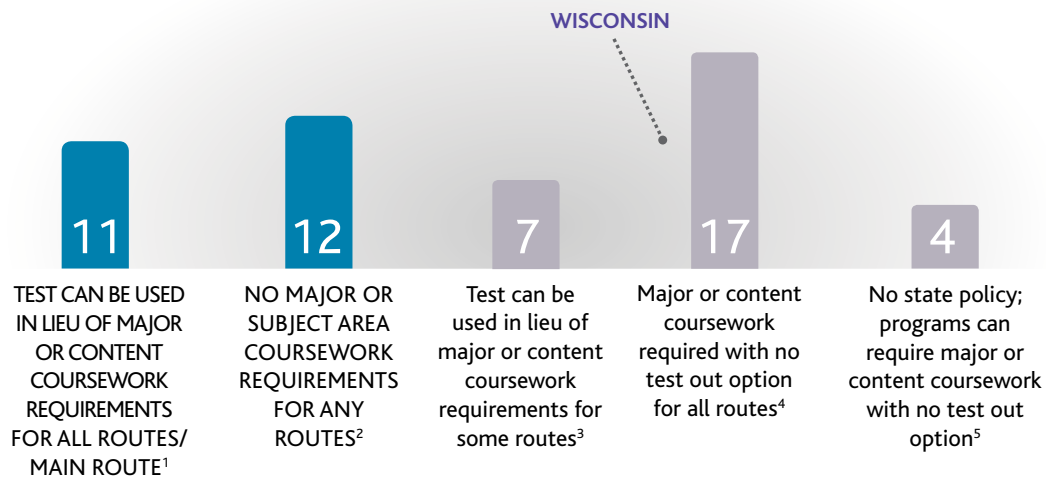 WISCONSIN
11
12
7
17
4
TEST CAN BE USED
IN LIEU OF MAJOR
OR CONTENT
COURSEWORK
REQUIREMENTS
FOR ALL ROUTES/
MAIN ROUTE¹
NO MAJOR OR
SUBJECT AREA
COURSEWORK
REQUIREMENTS
FOR ANY
ROUTES²
Test can be
used in lieu of
major or content
coursework
requirements for
some routes³
Major or content
coursework
required with no
test out option
for all routes⁴
No state policy;
programs can
require major or
content coursework
with no test out
option⁵